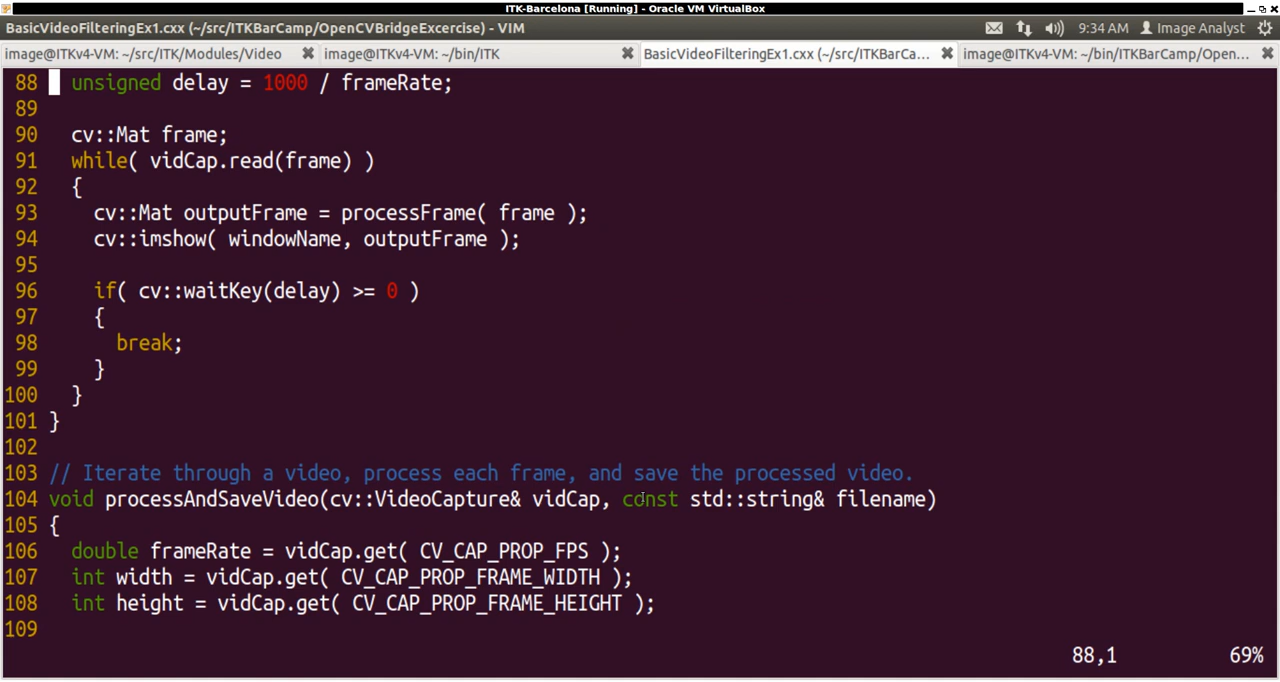 ITK-Barcelona [Running] - Oracle VM VirtualBox
BasicVideoFilteringEx1.cxx (~/src/ITKBarCamp/OpenCVBridgeExcercise) - VIM 9:34 AM Image Analyst
image@ITKv4-VM: ~/src/ITK/Modules/Video image@ITKv4-VM: ~/bin/ITK BasicVideoFilteringEx1.cxx (~/src/ITKBarCa... image@ITKv4-VM: ~/bin/ITKBarCamp/Open...
88 unsigned delay = 1000 / frameRate;
89
90 cv::Mat frame;
91 while( vidCap.read(frame) )
92 {
93 cv::Mat outputFrame = processFrame( frame );
94 cv::imshow( windowName, outputFrame );
95
96 if( cv::waitKey(delay) >= 0 )
97 {
98 break;
99 }
100 }
101 }
102
103 // Iterate through a video, process each frame, and save the processed video.
104 void processAndSaveVideo(cv::VideoCapture& vidCap, const std::string& filename)
105 {
106 double frameRate = vidCap.get( CV_CAP_PROP_FPS );
107 int width = vidCap.get( CV_CAP_PROP_FRAME_WIDTH );
108 int height = vidCap.get( CV_CAP_PROP_FRAME_HEIGHT );
109
88,1 69%